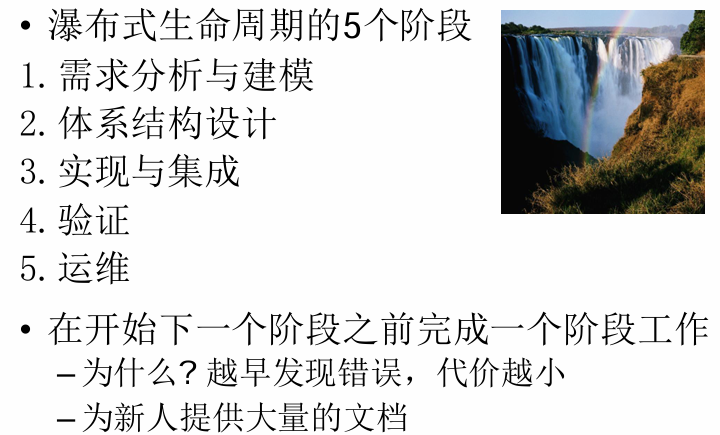 • 瀑布式生命周期的5个阶段
1. 需求分析与建模
2. 体系结构设计
3. 实现与集成
4. 验证
5. 运维
• 在开始下一个阶段之前完成一个阶段工作
– 为什么? 越早发现错误，代价越小
– 为新人提供大量的文档